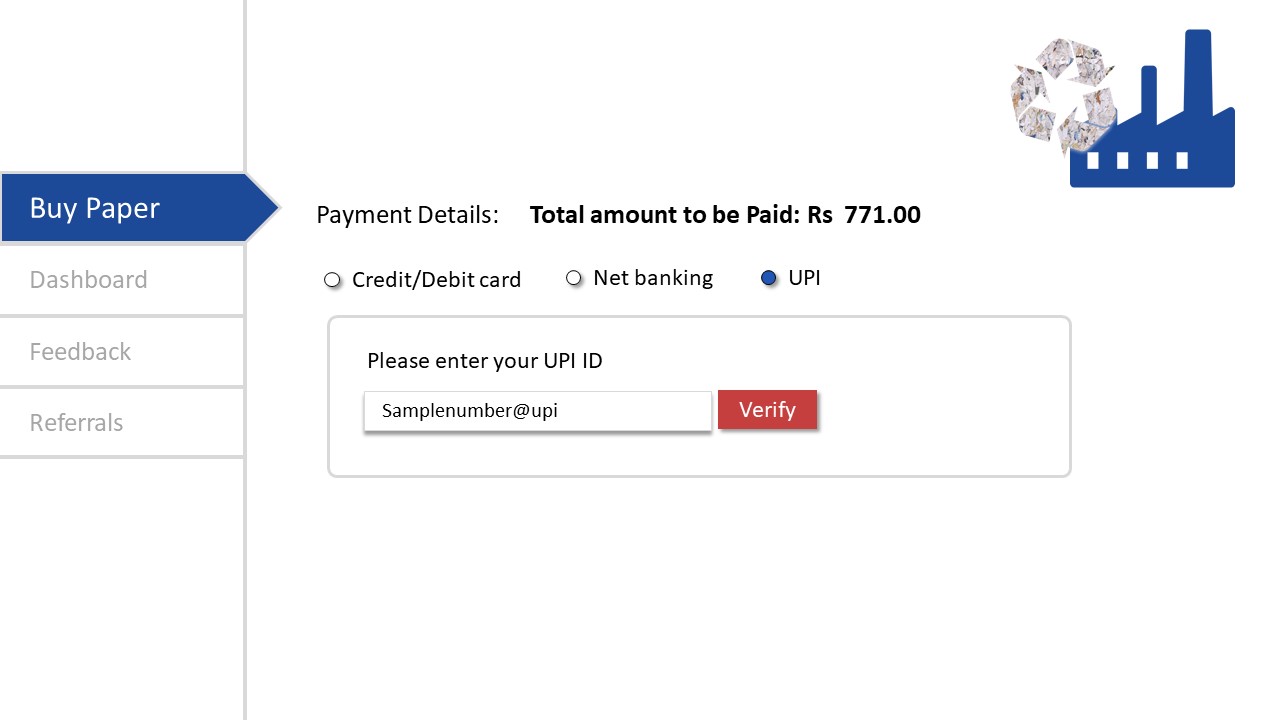 Buy Paper
Dashboard
Feedback
Referrals
Payment Details: Total amount to be Paid: Rs 771.00
Credit/Debit card Net banking UPI
Please enter your UPI ID
Samplenumber@upi Verify